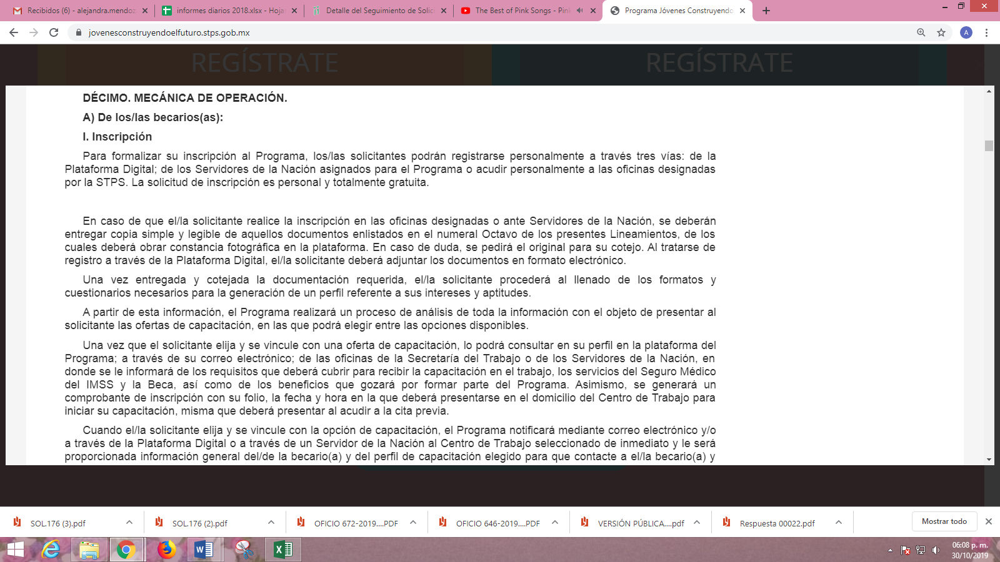 Recibidos (6) - alejandra.mendoz
informes diarios 2018.xlsx - Hoja
Detalle del Seguimiento de Solic
The Best of Pink Songs - Pin
Programa Jóvenes Construyendo
jovenesconstruyendoelfuturo.stps.gob.mx
A
REGÍSTRATE
REGÍSTRATE
DÉCIMO. MECÁNICA DE OPERACIÓN.
A) De los/las becarios(as):
I. Inscripción
Para formalizar su inscripción al Programa, los/las solicitantes podrán registrarse personalmente a través tres vías: de la
Plataforma Digital; de los Servidores de la Nación asignados para el Programa o acudir personalmente a las oficinas designadas
por la STPS. La solicitud de inscripción es personal y totalmente gratuita.
En caso de que el/la solicitante realice la inscripción en las oficinas designadas o ante Servidores de la Nación, se deberán
entregar copia simple y legible de aquellos documentos enlistados en el numeral Octavo de los presentes Lineamientos, de los
cuales deberá obrar constancia fotográfica en la plataforma. En caso de duda, se pedirá el original para su cotejo. Al tratarse de
registro a través de la Plataforma Digital, el/la solicitante deberá adjuntar los documentos en formato electrónico.
Una vez entregada y cotejada la documentación requerida, el/la solicitante procederá al llenado de los formatos y
cuestionarios necesarios para la generación de un perfil referente a sus intereses y aptitudes.
A partir de esta información, el Programa realizará un proceso de análisis de toda la información con el objeto de presentar al
solicitante las ofertas de capacitación, en las que podrá elegir entre las opciones disponibles.
Una vez que el solicitante elija y se vincule con una oferta de capacitación, lo podrá consultar en su perfil en la plataforma del
Programa; a través de su correo electrónico; de las oficinas de la Secretaría del Trabajo o de los Servidores de la Nación, en
donde se le informará de los requisitos que deberá cubrir para recibir la capacitación en el trabajo, los servicios del Seguro Médico
del IMSS y la Beca, así como de los beneficios que gozará por formar parte del Programa. Asimismo, se generará un
comprobante de inscripción con su folio, la fecha y hora en la que deberá presentarse en el domicilio del Centro de Trabajo para
iniciar su capacitación, misma que deberá presentar al acudir a la cita previa.
Cuando el/la solicitante elija y se vincule con la opción de capacitación, el Programa notificará mediante correo electrónico y/o
a través de la Plataforma Digital o a través de un Servidor de la Nación al Centro de Trabajo seleccionado de inmediato y le será
proporcionada información general del/de la becario(a) y del perfil de capacitación elegido para que contacte a el/la becario(a) y
SOL.176 (3).pdf
SOL.176 (2).pdf
OFICIO 672-2019....PDF
OFICIO 646-2019....PDF
VERSIÓN PÚBLICA....pdf
Respuesta 00022.pdf
Mostrar todo
06:08 p. m.
30/10/2019